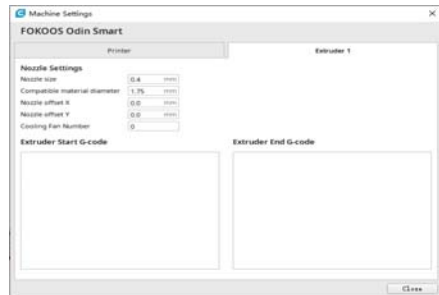 Machine Settings
FOKOOS Odin Smart
Printer
Extruder 1
Nozzle Settings
Nozzle size 0.4 mm
Compatible material diameter 1.75 mm
Nozzle offset X 0.0 mm
Nozzle offset Y 0.0 mm
Cooling Fan Number 0
Extruder Start G-code
Extruder End G-code
Close